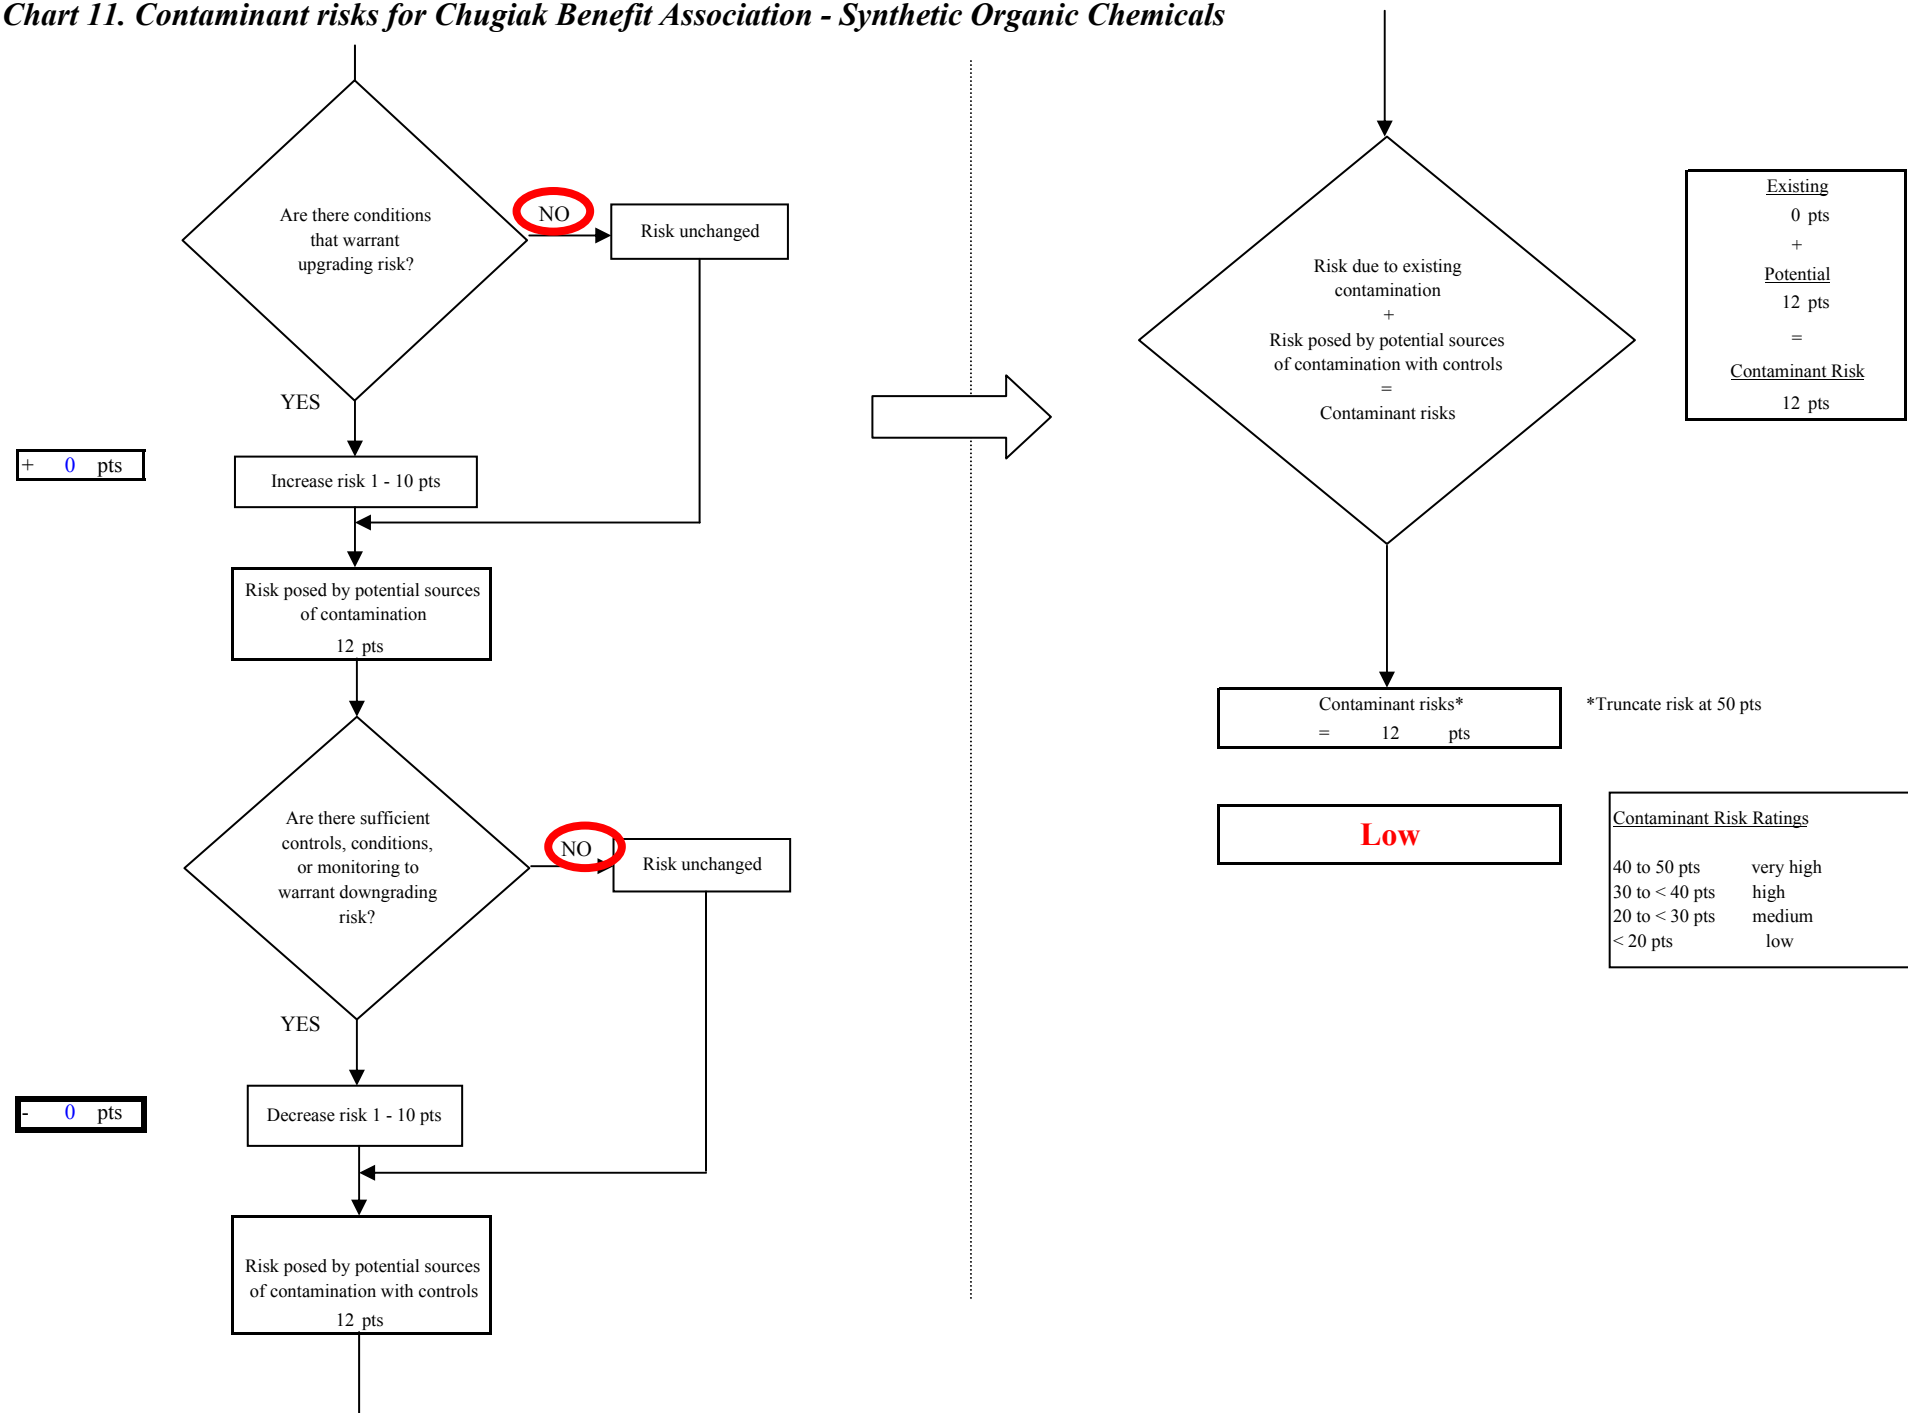 Chart 11. Contaminant risks for Chugiak Benefit Association - Synthetic Organic Chemicals
Are there conditions
that warrant
upgrading risk?
NO
Risk unchanged
YES
+ 0 pts
Increase risk 1 - 10 pts
Risk posed by potential sources
of contamination
12 pts
Are there sufficient
controls, conditions,
or monitoring to
warrant downgrading
risk?
NO
Risk unchanged
YES
- 0 pts
Decrease risk 1 - 10 pts
Risk posed by potential sources
of contamination with controls
12 pts
Risk due to existing
contamination
+
Risk posed by potential sources
of contamination with controls
=
Contaminant risks
Existing
0 pts
+
Potential
12 pts
=
Contaminant Risk
12 pts
Contaminant risks*
= 12 pts
*Truncate risk at 50 pts
Low
Contaminant Risk Ratings
40 to 50 pts very high
30 to < 40 pts high
20 to < 30 pts medium
< 20 pts low